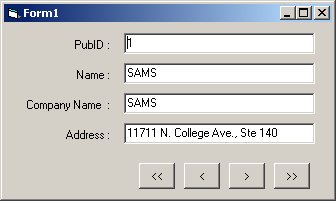 Form1
PubID : 1
Name : SAMS
Company Name : SAMS
Address : 11711 N. College Ave., Ste 140
<< < > >>